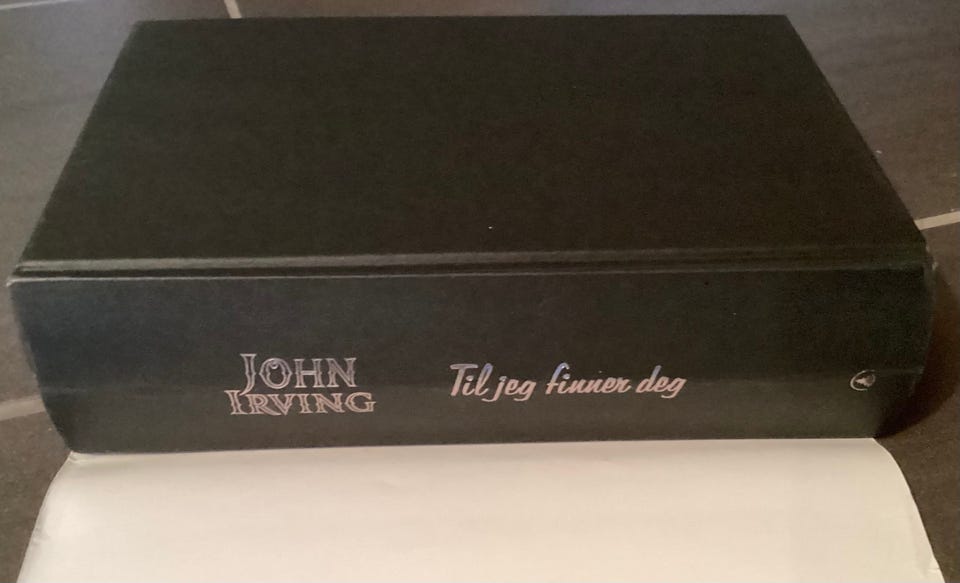 JOHN
IRVING
Til jeg finner deg